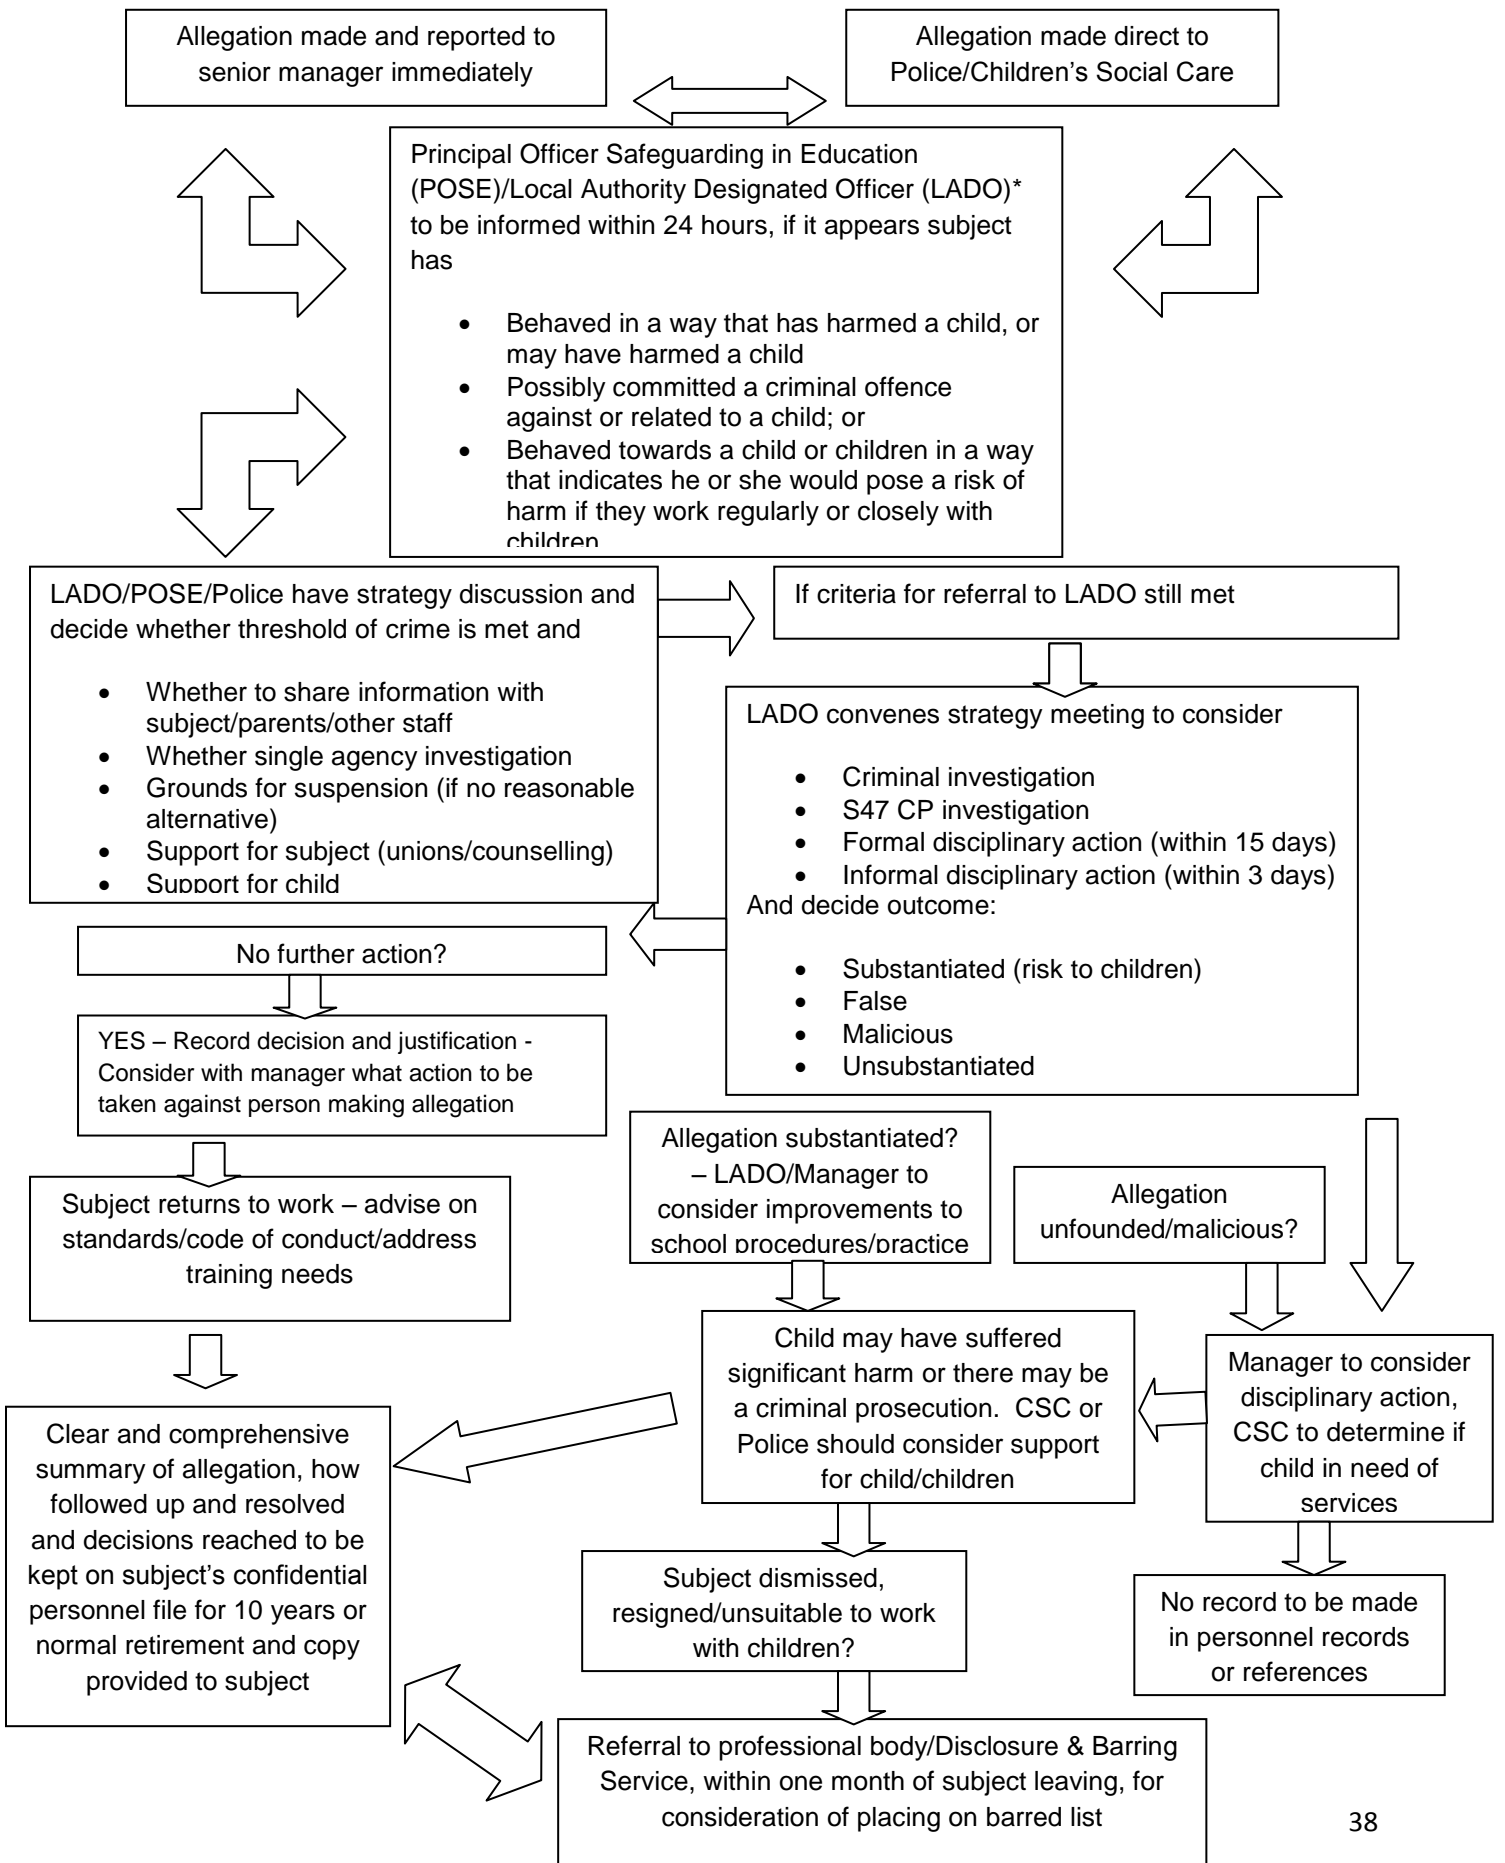 Allegation made and reported to
senior manager immediately
Allegation made direct to
Police/Children's Social Care
Principal Officer Safeguarding in Education
(POSE)/Local Authority Designated Officer (LADO)*
to be informed within 24 hours, if it appears subject
has
• Behaved in a way that has harmed a child, or
may have harmed a child
• Possibly committed a criminal offence
against or related to a child; or
• Behaved towards a child or children in a way
that indicates he or she would pose a risk of
harm if they work regularly or closely with
children
LADO/POSE/Police have strategy discussion and
decide whether threshold of crime is met and
• Whether to share information with
subject/parents/other staff
• Whether single agency investigation
• Grounds for suspension (if no reasonable
alternative)
• Support for subject (unions/counselling)
• Support for child
If criteria for referral to LADO still met
LADO convenes strategy meeting to consider
• Criminal investigation
• S47 CP investigation
• Formal disciplinary action (within 15 days)
• Informal disciplinary action (within 3 days)
And decide outcome:
• Substantiated (risk to children)
• False
• Malicious
• Unsubstantiated
No further action?
YES – Record decision and justification -
Consider with manager what action to be
taken against person making allegation
Subject returns to work – advise on
standards/code of conduct/address
training needs
Allegation substantiated?
– LADO/Manager to
consider improvements to
school procedures/practice
Allegation
unfounded/malicious?
Child may have suffered
significant harm or there may be
a criminal prosecution.  CSC or
Police should consider support
for child/children
Manager to consider
disciplinary action,
CSC to determine if
child in need of
services
Clear and comprehensive
summary of allegation, how
followed up and resolved
and decisions reached to be
kept on subject's confidential
personnel file for 10 years or
normal retirement and copy
provided to subject
Subject dismissed,
resigned/unsuitable to work
with children?
No record to be made
in personnel records
or references
Referral to professional body/Disclosure & Barring
Service, within one month of subject leaving, for
consideration of placing on barred list
38